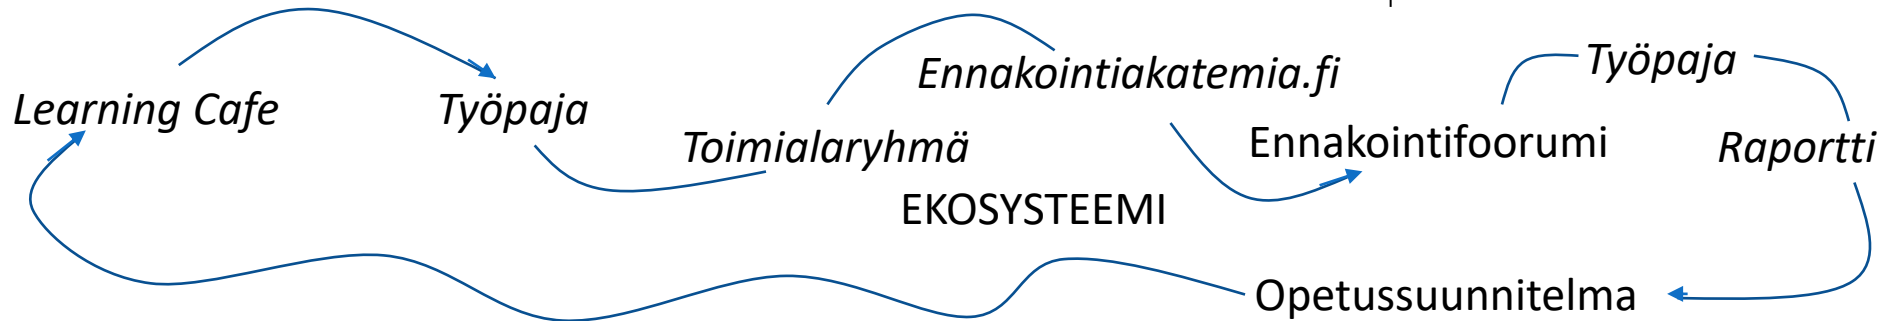 Learning Cafe
Työpaja
Toimialaryhmä
Ennakointiakatemia.fi
Ennakointifoorumi
Työpaja
Raportti
EKOSYSTEEMI
Opetussuunnitelma